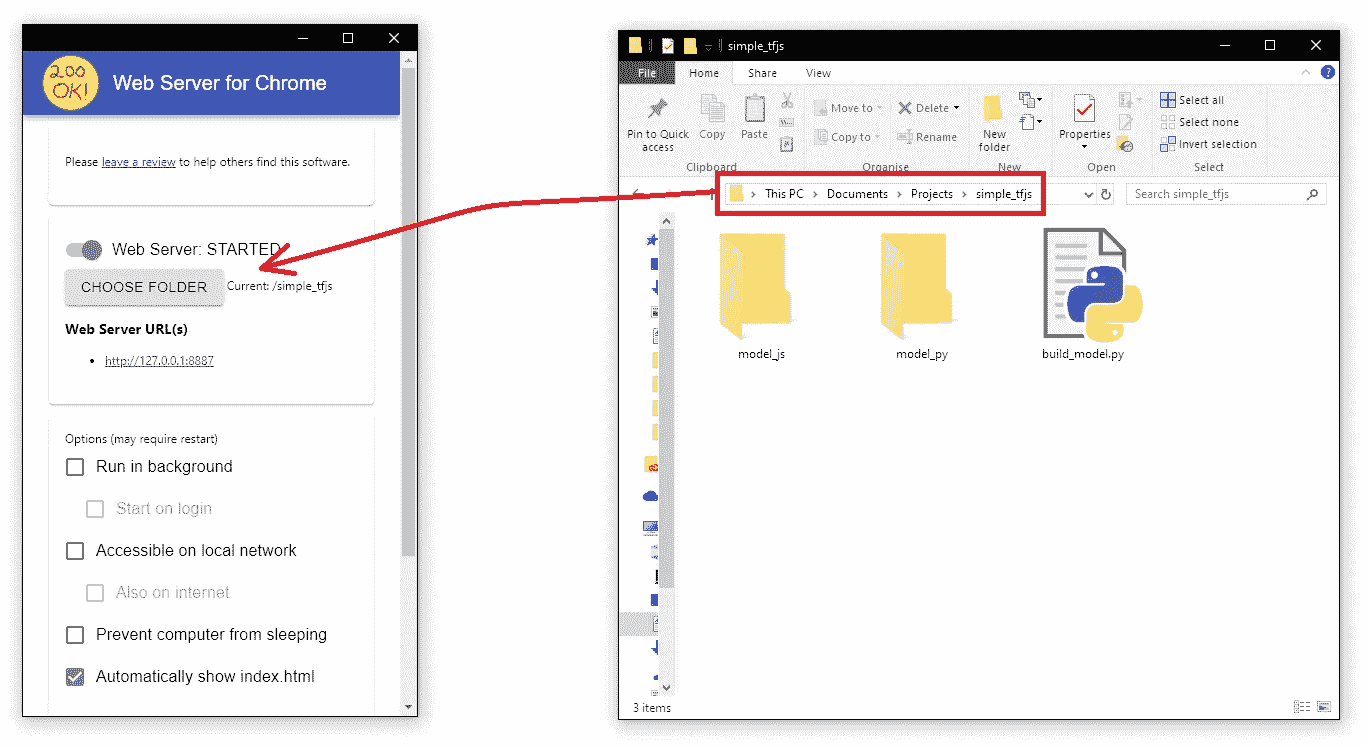 200
OK!
Web Server for Chrome
Please leave a review to help others find this software.
Web Server: STARTED
CHOOSE FOLDER
Current: /simple_tfjs
Web Server URL(s)
http://127.0.0.1:8887
Options (may require restart)
Run in background
Start on login
Accessible on local network
Also on internet
Prevent computer from sleeping
Automatically show index.html
simple_tfjs
File Home Share View
Pin to Quick
access
Copy
Paste
Clipboard
Move to
Copy to
Delete
Rename
Organise
New
folder
New
Properties
Open
Select all
Select none
Invert selection
Select
This PC > Documents > Projects > simple_tfjs
Search simple_tfjs
model_js
model_py
build_model.py
3 items